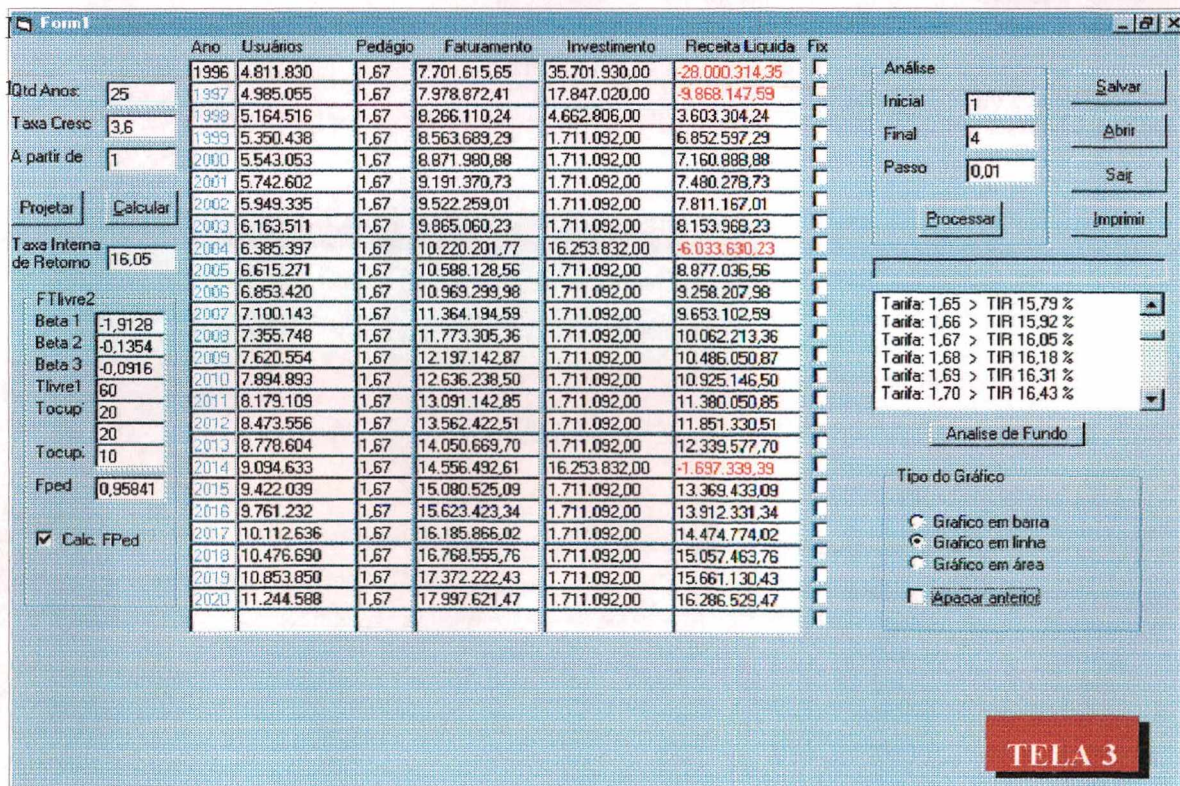 Form1
Ano Usuários Pedágio Faturamento Investimento Receita Liquida Fix
1996 4.811.830 1,67 7.701.615,65 35.701.930,00 -28.000.314,35
1997 4.985.055 1,67 7.978.872,41 17.847.020,00 -9.868.147,59
1998 5.164.516 1,67 8.266.110,24 4.662.806,00 3.603.304,24
1999 5.350.438 1,67 8.563.689,29 1.711.092,00 6.852.597,29
2000 5.543.053 1,67 8.871.980,88 1.711.092,00 7.160.888,88
2001 5.742.602 1,67 9.191.370,73 1.711.092,00 7.480.278,73
2002 5.949.335 1,67 9.522.259,01 1.711.092,00 7.811.167,01
2003 6.163.511 1,67 9.865.060,23 1.711.092,00 8.153.968,23
2004 6.385.397 1,67 10.220.201,77 16.253.832,00 -6.033.630,23
2005 6.615.271 1,67 10.588.128,56 1.711.092,00 8.877.036,56
2006 6.853.420 1,67 10.969.299,98 1.711.092,00 9.258.207,98
2007 7.100.143 1,67 11.364.194,59 1.711.092,00 9.653.102,59
2008 7.355.748 1,67 11.773.305,36 1.711.092,00 10.062.213,36
2009 7.620.554 1,67 12.197.142,87 1.711.092,00 10.486.050,87
2010 7.894.893 1,67 12.636.238,50 1.711.092,00 10.925.146,50
2011 8.179.109 1,67 13.091.142,85 1.711.092,00 11.380.050,85
2012 8.473.556 1,67 13.562.422,51 1.711.092,00 11.851.330,51
2013 8.778.604 1,67 14.050.669,70 1.711.092,00 12.339.577,70
2014 9.094.633 1,67 14.556.492,61 16.253.832,00 -1.697.339,39
2015 9.422.039 1,67 15.080.525,09 1.711.092,00 13.369.433,09
2016 9.761.232 1,67 15.623.423,34 1.711.092,00 13.912.331,34
2017 10.112.636 1,67 16.185.866,02 1.711.092,00 14.474.774,02
2018 10.476.690 1,67 16.768.555,76 1.711.092,00 15.057.463,76
2019 10.853.850 1,67 17.372.222,43 1.711.092,00 15.661.130,43
2020 11.244.588 1,67 17.997.621,47 1.711.092,00 16.286.529,47
Qtd Anos: 25
Taxa Cresc 3,6
A partir de 1
Projetar Calcular
Taxa Interna
de Retorno 16,05
FTlivre2
Beta 1 -1,9128
Beta 2 -0,1354
Beta 3 -0,0916
Tlivre1 60
Tocup' 20
20
Tocup. 10
Fped 0,95841
Calc. FPed
Análise
Inicial 1
Final 4
Passo 0,01
Processar
Salvar
Abrir
Sair
Imprimir
Tarifa: 1,65 > TIR 15,79 %
Tarifa: 1,66 > TIR 15,92 %
Tarifa: 1,67 > TIR 16,05 %
Tarifa: 1,68 > TIR 16,18 %
Tarifa: 1,69 > TIR 16,31 %
Tarifa: 1,70 > TIR 16,43 %
Analise de Fundo
Tipo do Gráfico
Grafico em barra
Grafico em linha
Gráfico em área
Apagar anterior
TELA 3